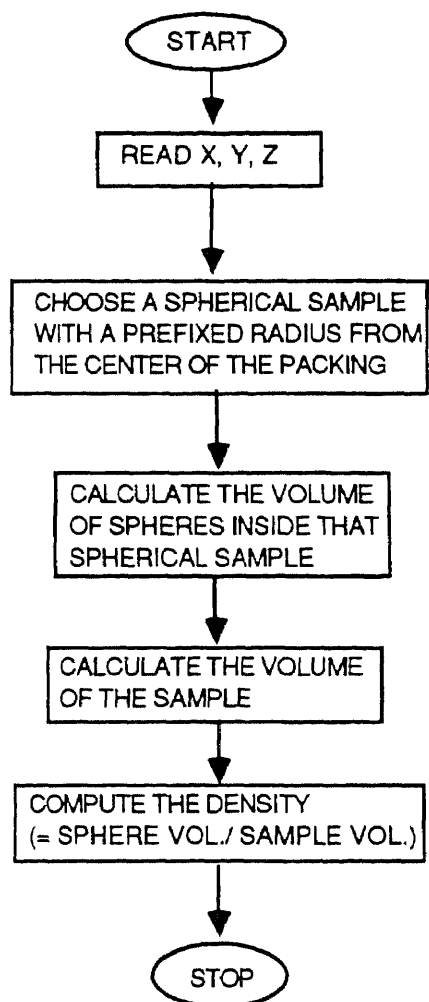 START
READ X, Y, Z
CHOOSE A SPHERICAL SAMPLE
WITH A PREFIXED RADIUS FROM
THE CENTER OF THE PACKING
CALCULATE THE VOLUME
OF SPHERES INSIDE THAT
SPHERICAL SAMPLE
CALCULATE THE VOLUME
OF THE SAMPLE
COMPUTE THE DENSITY
(= SPHERE VOL./ SAMPLE VOL.)
STOP